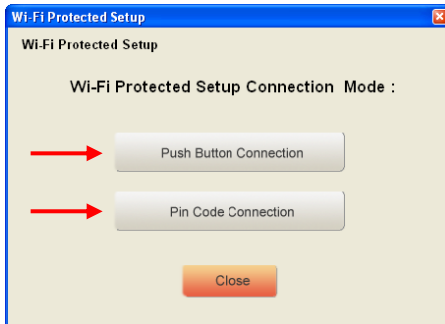 Wi-Fi Protected Setup
Wi-Fi Protected Setup
Wi-Fi Protected Setup Connection Mode :
Push Button Connection
Pin Code Connection
Close